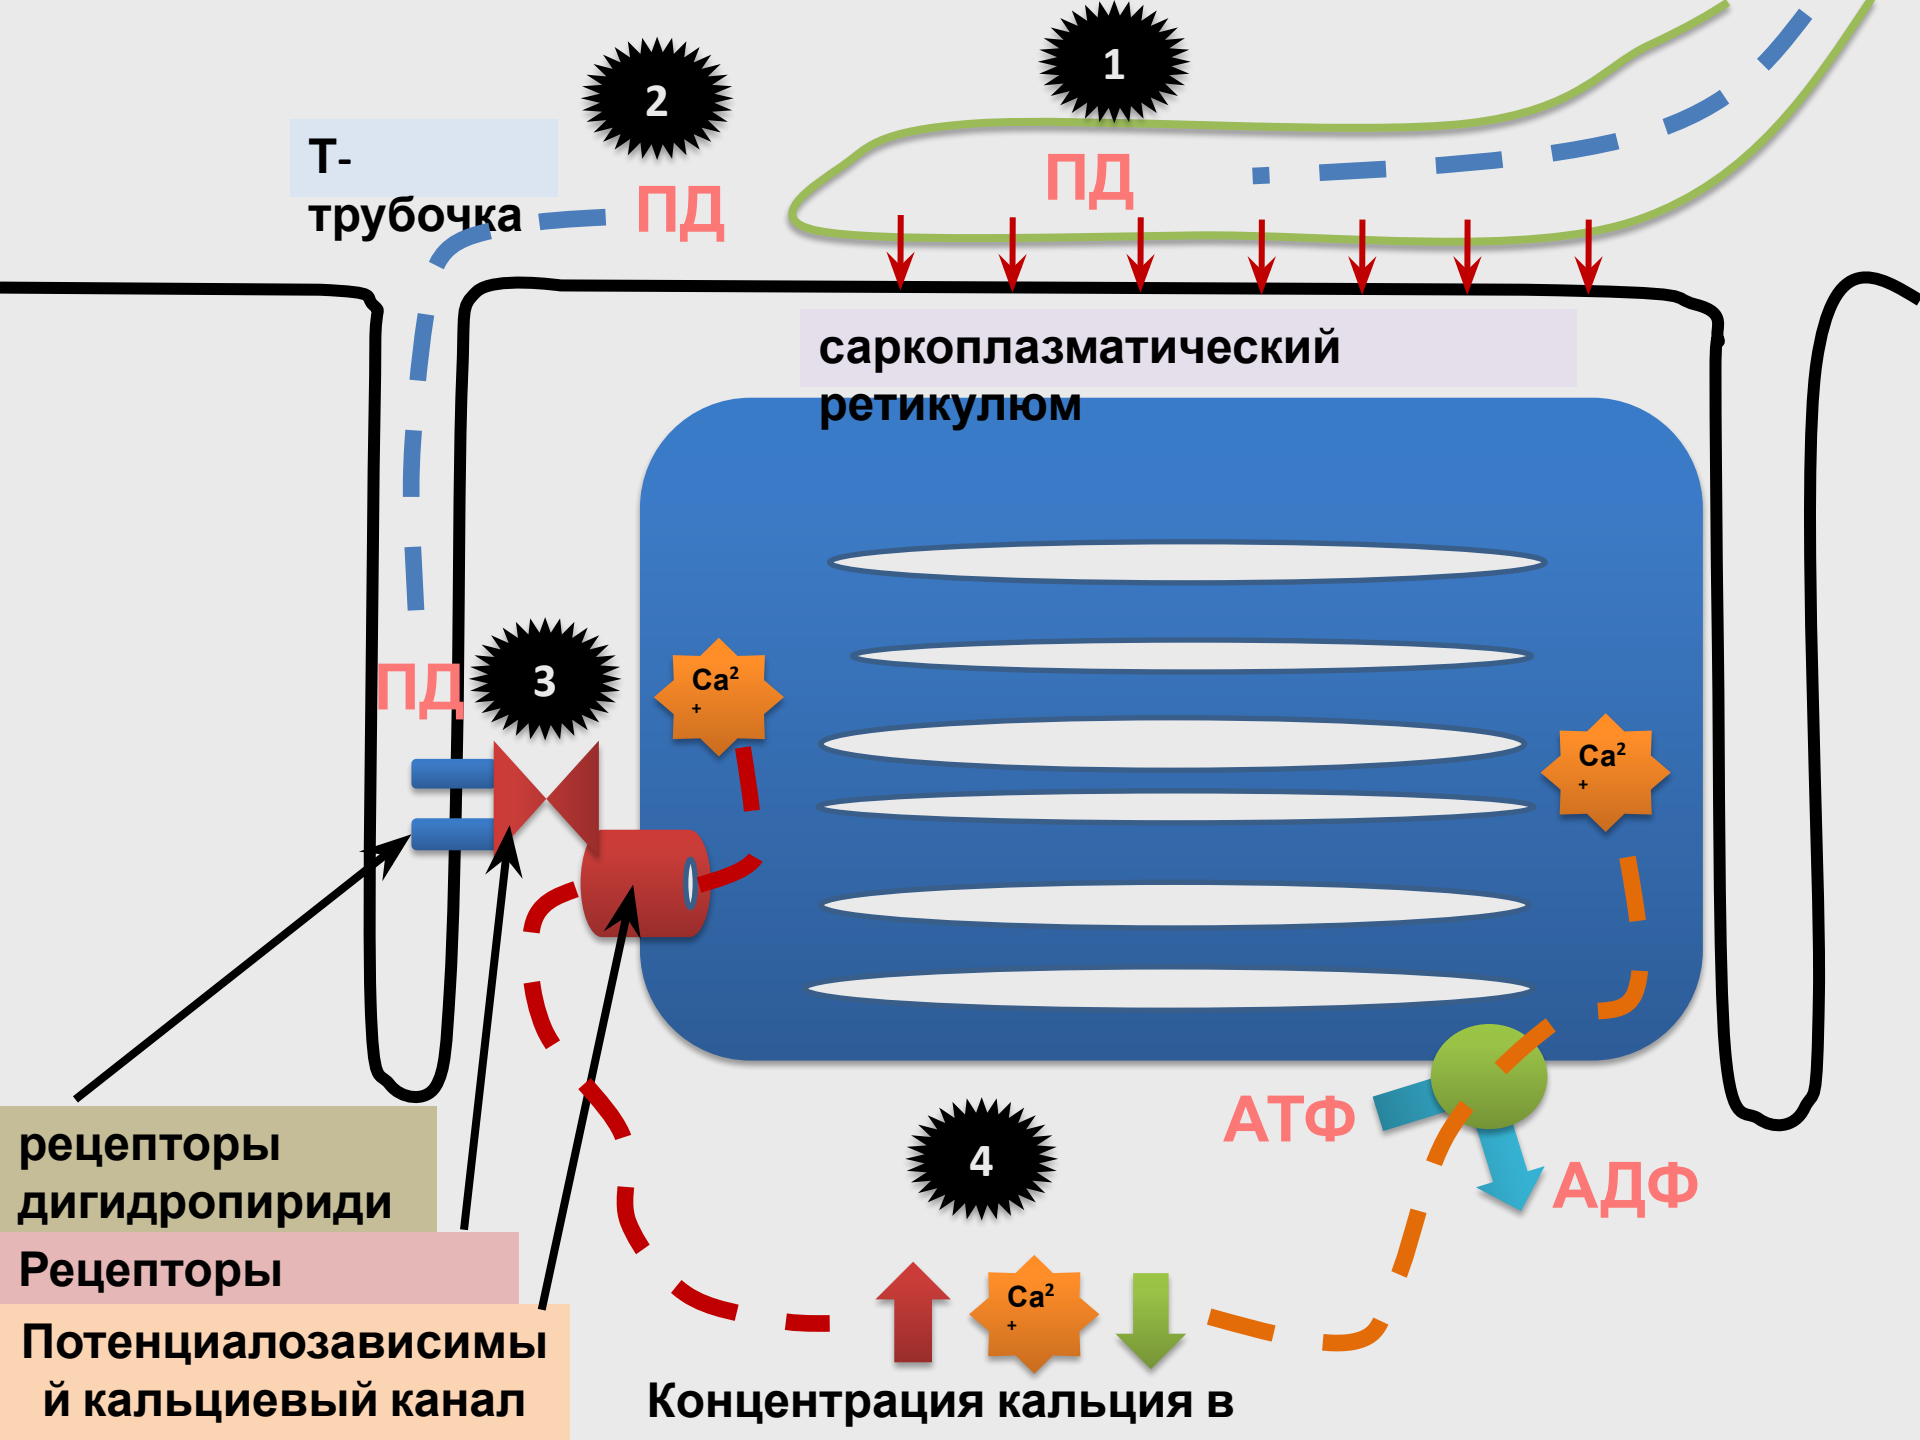 1
2
Т-
трубочка
ПД
ПД
саркоплазматический
ретикулюм
3
ПД
Ca²
+
Ca²
+
рецепторы
дигидропириди
Рецепторы
Потенциалозависимы
й кальциевый канал
4
АТФ
АДФ
Ca²
+
Концентрация кальция в